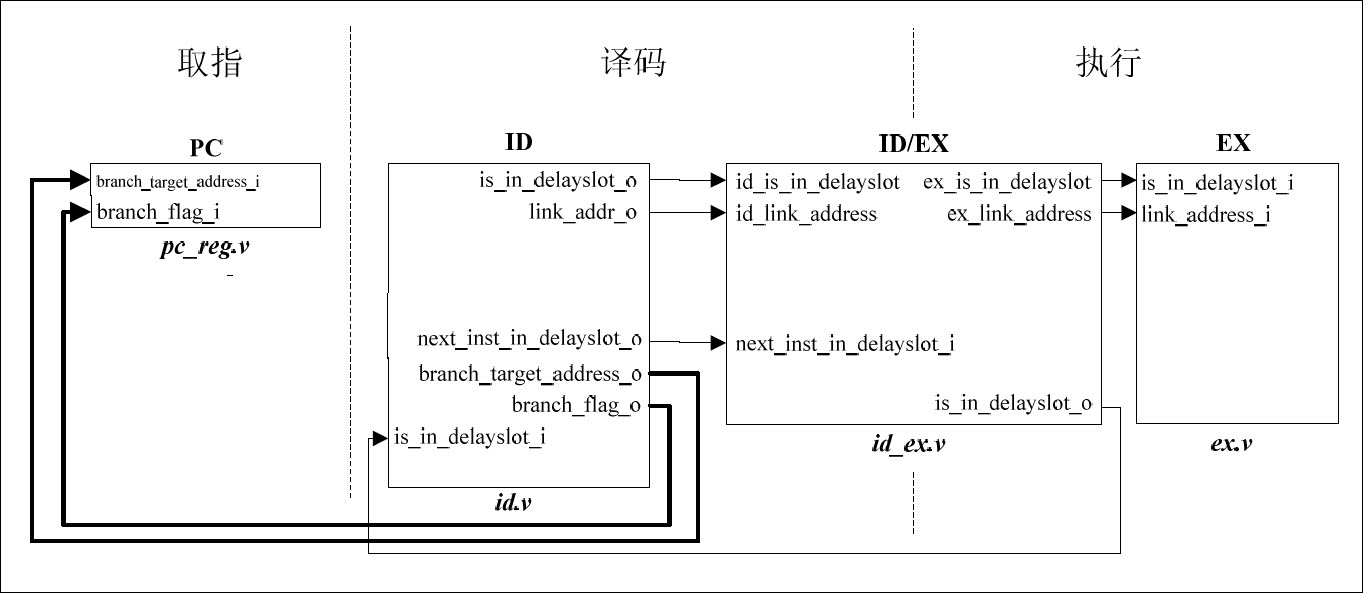 取指
译码
执行
PC
ID
ID/EX
EX
branch_target_address_i
branch_flag_i
pc_reg.v
is_in_delayslot_o
link_addr_o
next_inst_in_delayslot_o
branch_target_address_o
branch_flag_o
is_in_delayslot_i
id.v
id_is_in_delayslot
ex_is_in_delayslot
id_link_address
ex_link_address
next_inst_in_delayslot_i
is_in_delayslot_o
id_ex.v
is_in_delayslot_i
link_address_i
ex.v